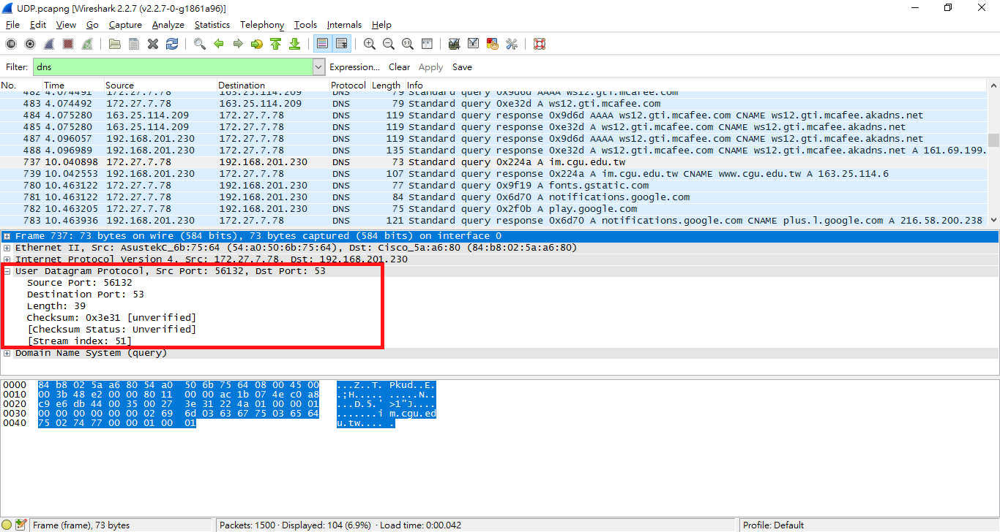 UDP.pcapng [Wireshark 2.2.7 (v2.2.7-0-g1861a96)]
File Edit View Go Capture Analyze Statistics Telephony Tools Internals Help
Filter: dns Expression... Clear Apply Save
No. Time Source Destination Protocol Length Info
482 4.074491 172.27.7.78 163.25.114.209 DNS 79 Standard query 0x9d6d AAAA ws12.gti.mcafee.com
483 4.074492 172.27.7.78 163.25.114.209 DNS 79 Standard query 0xe32d A ws12.gti.mcafee.com
484 4.075280 163.25.114.209 172.27.7.78 DNS 119 Standard query response 0x9d6d AAAA ws12.gti.mcafee.com CNAME ws12.gti.mcafee.akadns.net
485 4.075280 163.25.114.209 172.27.7.78 DNS 119 Standard query response 0xe32d A ws12.gti.mcafee.com CNAME ws12.gti.mcafee.akadns.net
487 4.096057 192.168.201.230 172.27.7.78 DNS 119 Standard query response 0x9d6d AAAA ws12.gti.mcafee.com CNAME ws12.gti.mcafee.akadns.net
488 4.096989 192.168.201.230 172.27.7.78 DNS 135 Standard query response 0xe32d A ws12.gti.mcafee.com CNAME ws12.gti.mcafee.akadns.net A 161.69.199.
737 10.040898 172.27.7.78 192.168.201.230 DNS 73 Standard query 0x224a A im.cgu.edu.tw
739 10.042553 192.168.201.230 172.27.7.78 DNS 107 Standard query response 0x224a A im.cgu.edu.tw CNAME www.cgu.edu.tw A 163.25.114.6
780 10.463122 172.27.7.78 192.168.201.230 DNS 77 Standard query 0x9f19 A fonts.gstatic.com
781 10.463122 172.27.7.78 192.168.201.230 DNS 84 Standard query 0x6d70 A notifications.google.com
782 10.463205 172.27.7.78 192.168.201.230 DNS 75 Standard query 0x2f0b A play.google.com
783 10.463936 192.168.201.230 172.27.7.78 DNS 121 Standard query response 0x6d70 A notifications.google.com CNAME plus.l.google.com A 216.58.200.238
Frame 737: 73 bytes on wire (584 bits), 73 bytes captured (584 bits) on interface 0
Ethernet II, Src: AsustekC_6b:75:64 (54:a0:50:6b:75:64), Dst: Cisco_5a:a6:80 (84:b8:02:5a:a6:80)
Internet Protocol Version 4, Src: 172.27.7.78, Dst: 192.168.201.230
User Datagram Protocol, Src Port: 56132, Dst Port: 53
Source Port: 56132
Destination Port: 53
Length: 39
Checksum: 0x3e31 [unverified]
[Checksum Status: Unverified]
[Stream index: 51]
Domain Name System (query)
0000 84 b8 02 5a a6 80 54 a0 50 6b 75 64 08 00 45 00 ...Z..T. Pkud..E.
0010 00 3b 48 e2 00 00 80 11 00 00 ac 1b 07 4e c0 a8 .;H..... .....N..
0020 c9 e6 db 44 00 35 00 27 3e 31 22 4a 01 00 00 01 ...D.5.' >1"J....
0030 00 00 00 00 00 00 02 69 6d 03 63 67 75 03 65 64 .......i m.cgu.ed
0040 75 02 74 77 00 00 01 00 01 u.tw.... .
Frame (frame), 73 bytes Packets: 1500 · Displayed: 104 (6.9%) · Load time: 0:00.042 Profile: Default